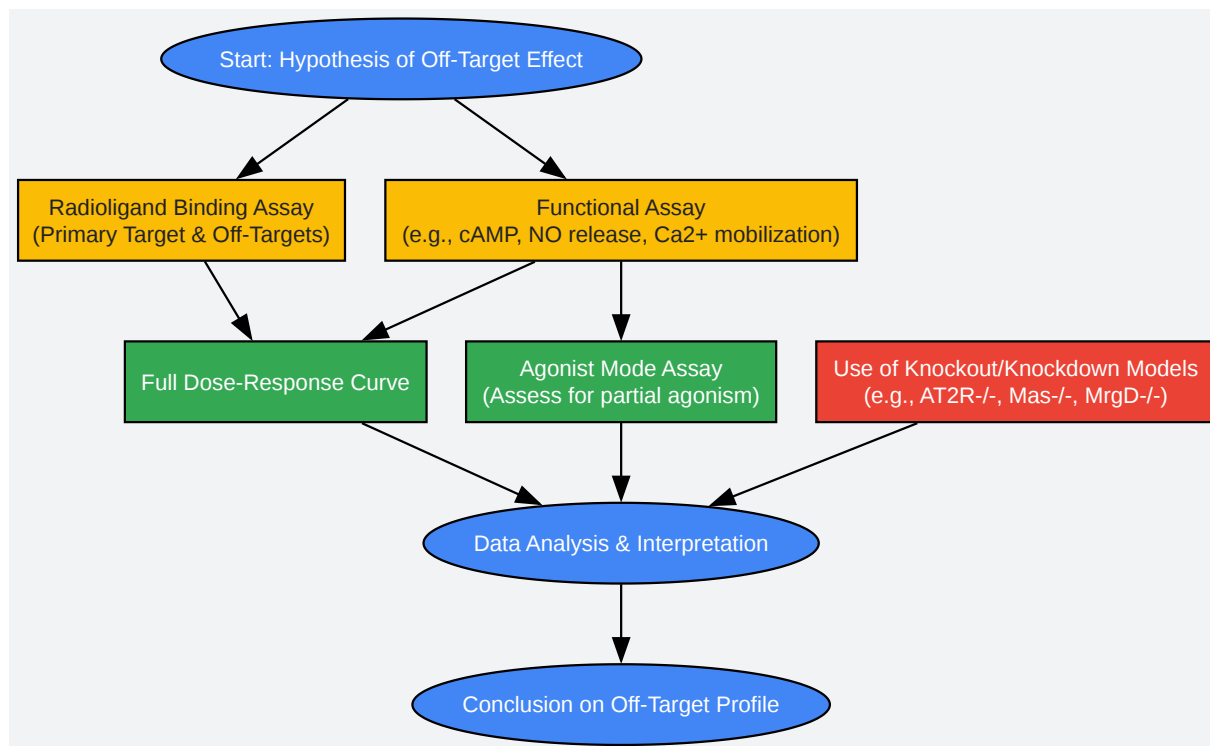 Start: Hypothesis of Off-Target Effect
Radioligand Binding Assay
(Primary Target & Off-Targets)
Functional Assay
(e.g., cAMP, NO release, Ca2+ mobilization)
Full Dose-Response Curve
Agonist Mode Assay
(Assess for partial agonism)
Use of Knockout/Knockdown Models
(e.g., AT2R-/-, Mas-/-, MrgD-/-)
Data Analysis & Interpretation
Conclusion on Off-Target Profile